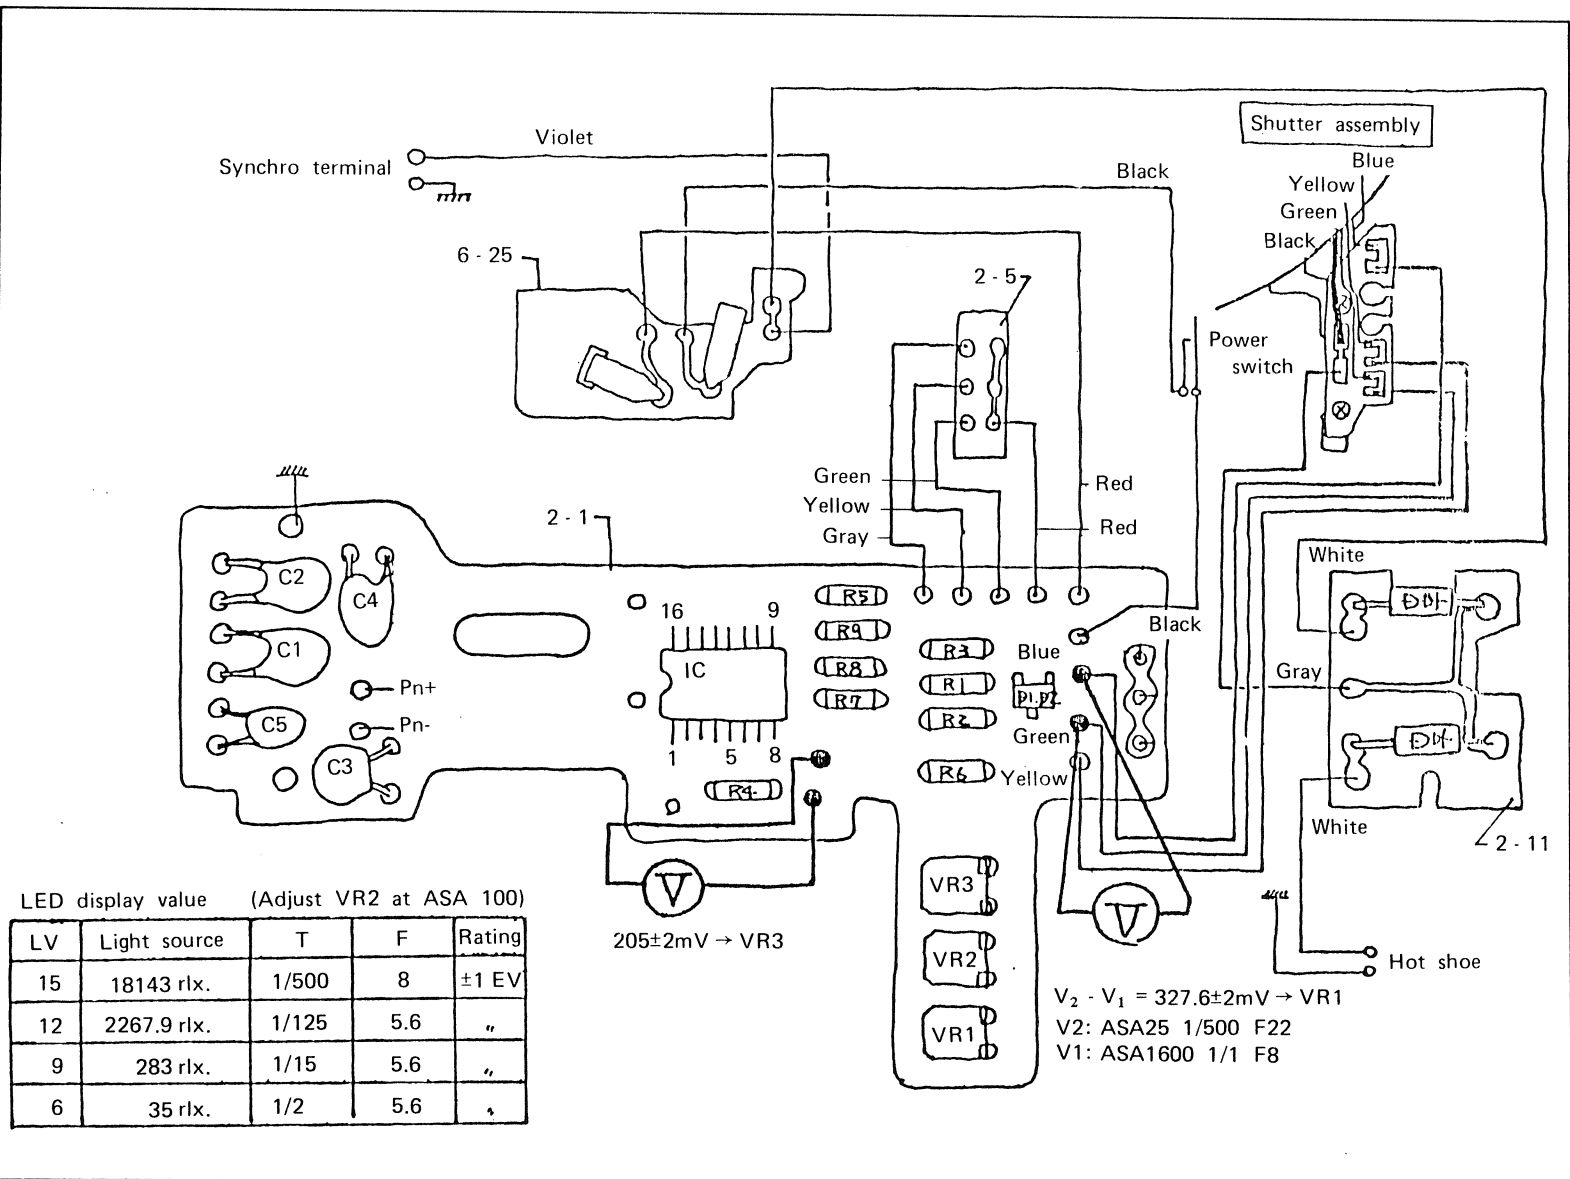 Shutter assembly
Violet
Synchro terminal
Black
Blue
Yellow
Green
Black
6 - 25
2 - 5
Power
switch
Green
Yellow
Gray
Red
Red
2 - 1
White
C2
C4
C1
Pn+
C5
Pn-
C3
16
9
IC
1
5
8
R5
R9
R8
R7
R4
R3
R1
R2
R6
Blue
D1.D2
Green
Yellow
Black
Gray
White
2 - 11
VR3
VR2
VR1
V
205±2mV → VR3
V
V2 - V1 = 327.6±2mV → VR1
V2: ASA25 1/500 F22
V1: ASA1600 1/1 F8
Hot shoe
LED display value (Adjust VR2 at ASA 100)
LV Light source T F Rating
15 18143 rlx. 1/500 8 ±1 EV
12 2267.9 rlx. 1/125 5.6 〃
9 283 rlx. 1/15 5.6 〃
6 35 rlx. 1/2 5.6 〃